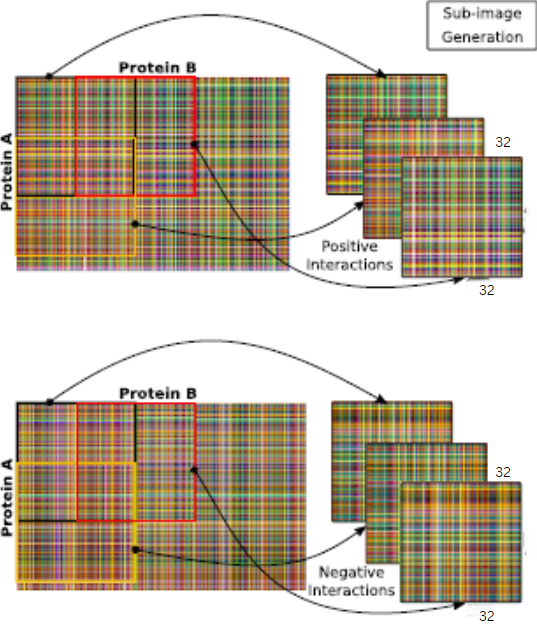 Sub-image
Generation
Protein B
Protein A
32
32
Positive
Interactions
Protein B
Protein A
32
32
Negative
Interactions